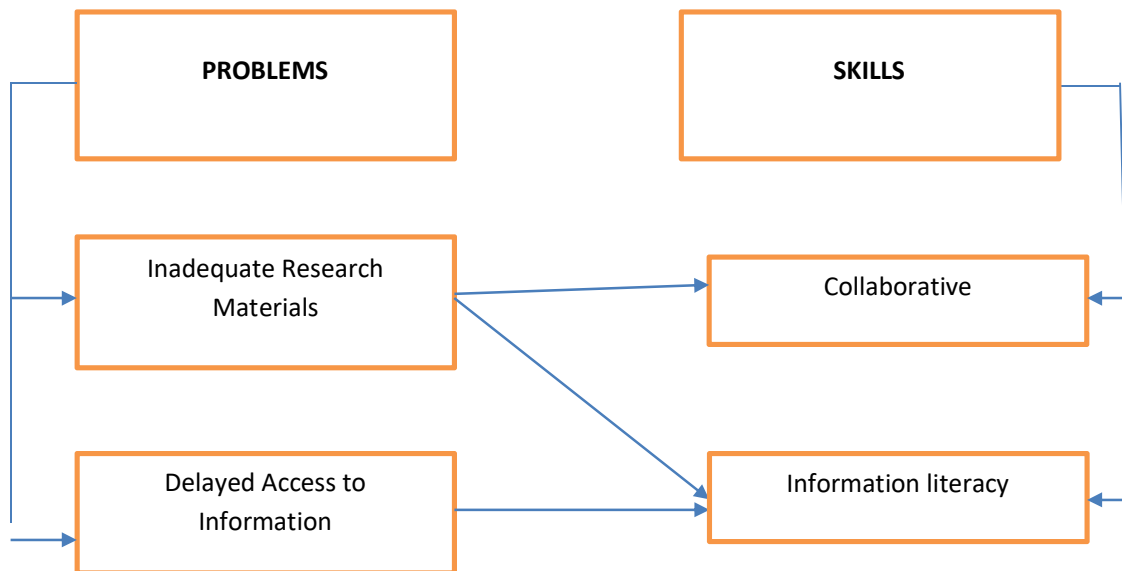 PROBLEMS
SKILLS
Inadequate Research
Materials
Collaborative
Delayed Access to
Information
Information literacy